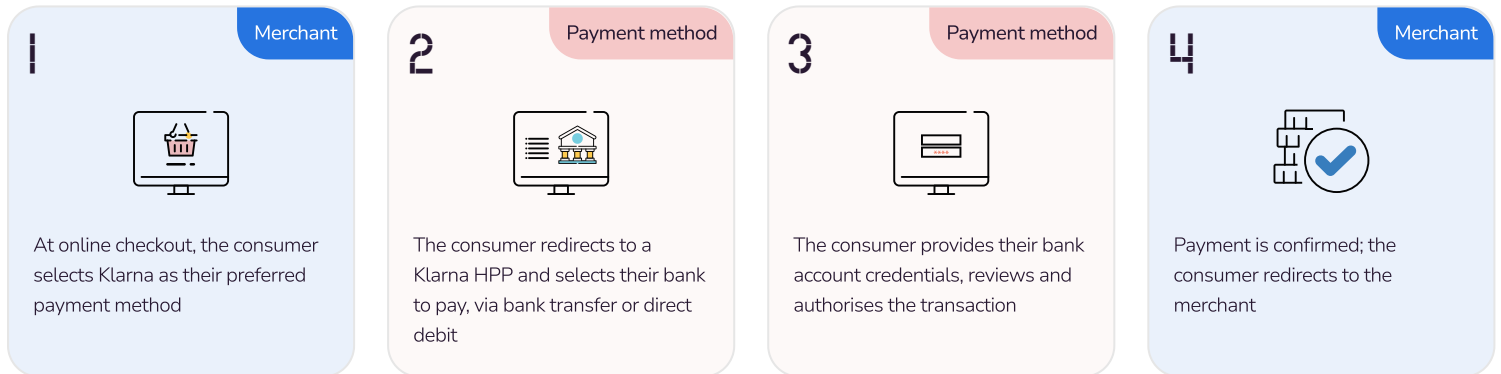 1
Merchant
At online checkout, the consumer
selects Klarna as their preferred
payment method
2
Payment method
The consumer redirects to a
Klarna HPP and selects their bank
to pay, via bank transfer or direct
debit
3
Payment method
The consumer provides their bank
account credentials, reviews and
authorises the transaction
4
Merchant
Payment is confirmed; the
consumer redirects to the
merchant